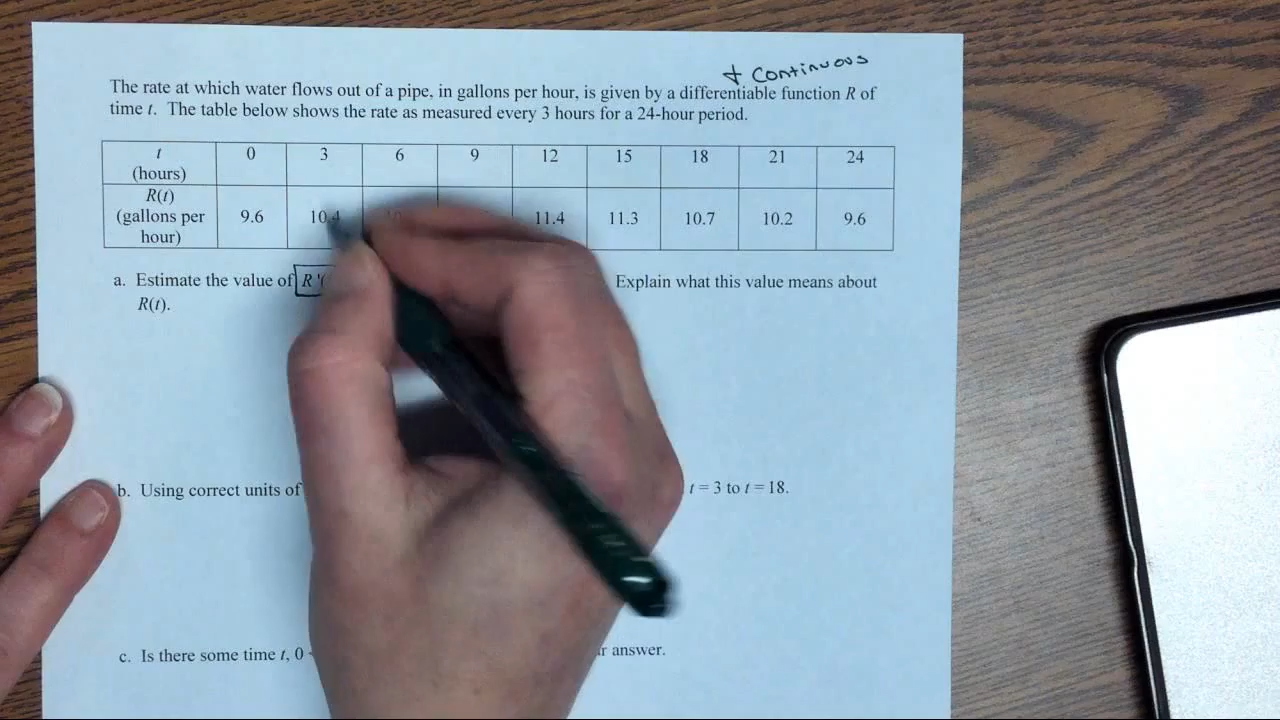 + Continuous
The rate at which water flows out of a pipe, in gallons per hour, is given by a differentiable function R of
time t. The table below shows the rate as measured every 3 hours for a 24-hour period.
t (hours) 0 3 6 9 12 15 18 21 24
R(t) (gallons per hour) 9.6 10.4 11.4 11.3 10.7 10.2 9.6
a. Estimate the value of R'( Explain what this value means about
R(t).
b. Using correct units of t = 3 to t = 18.
c. Is there some time t, 0 answer.